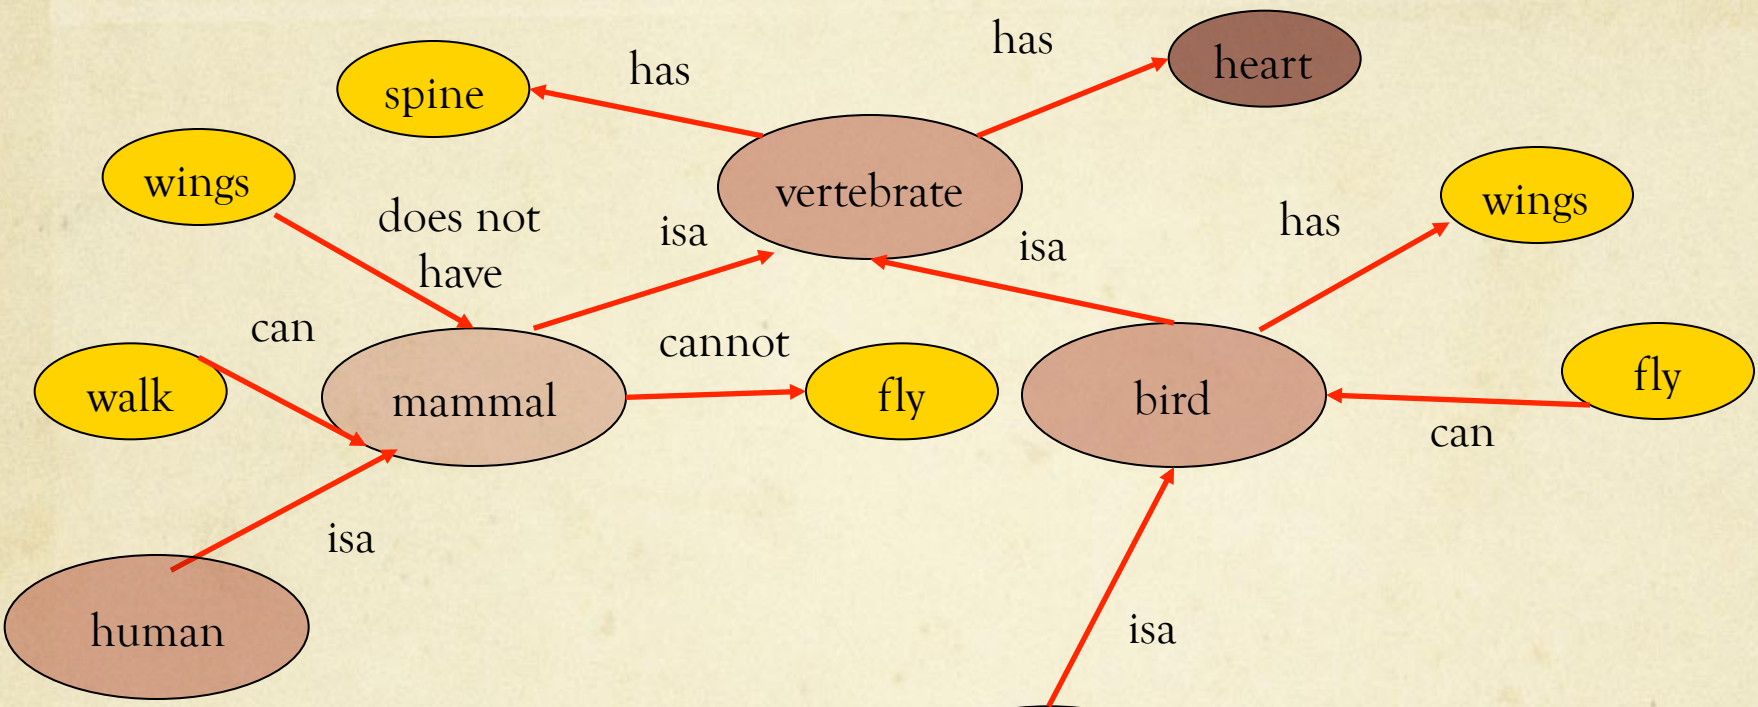 has
heart
has
spine
wings
vertebrate
wings
does not
have
isa
isa
has
can
cannot
walk
mammal
fly
bird
fly
can
isa
human
isa